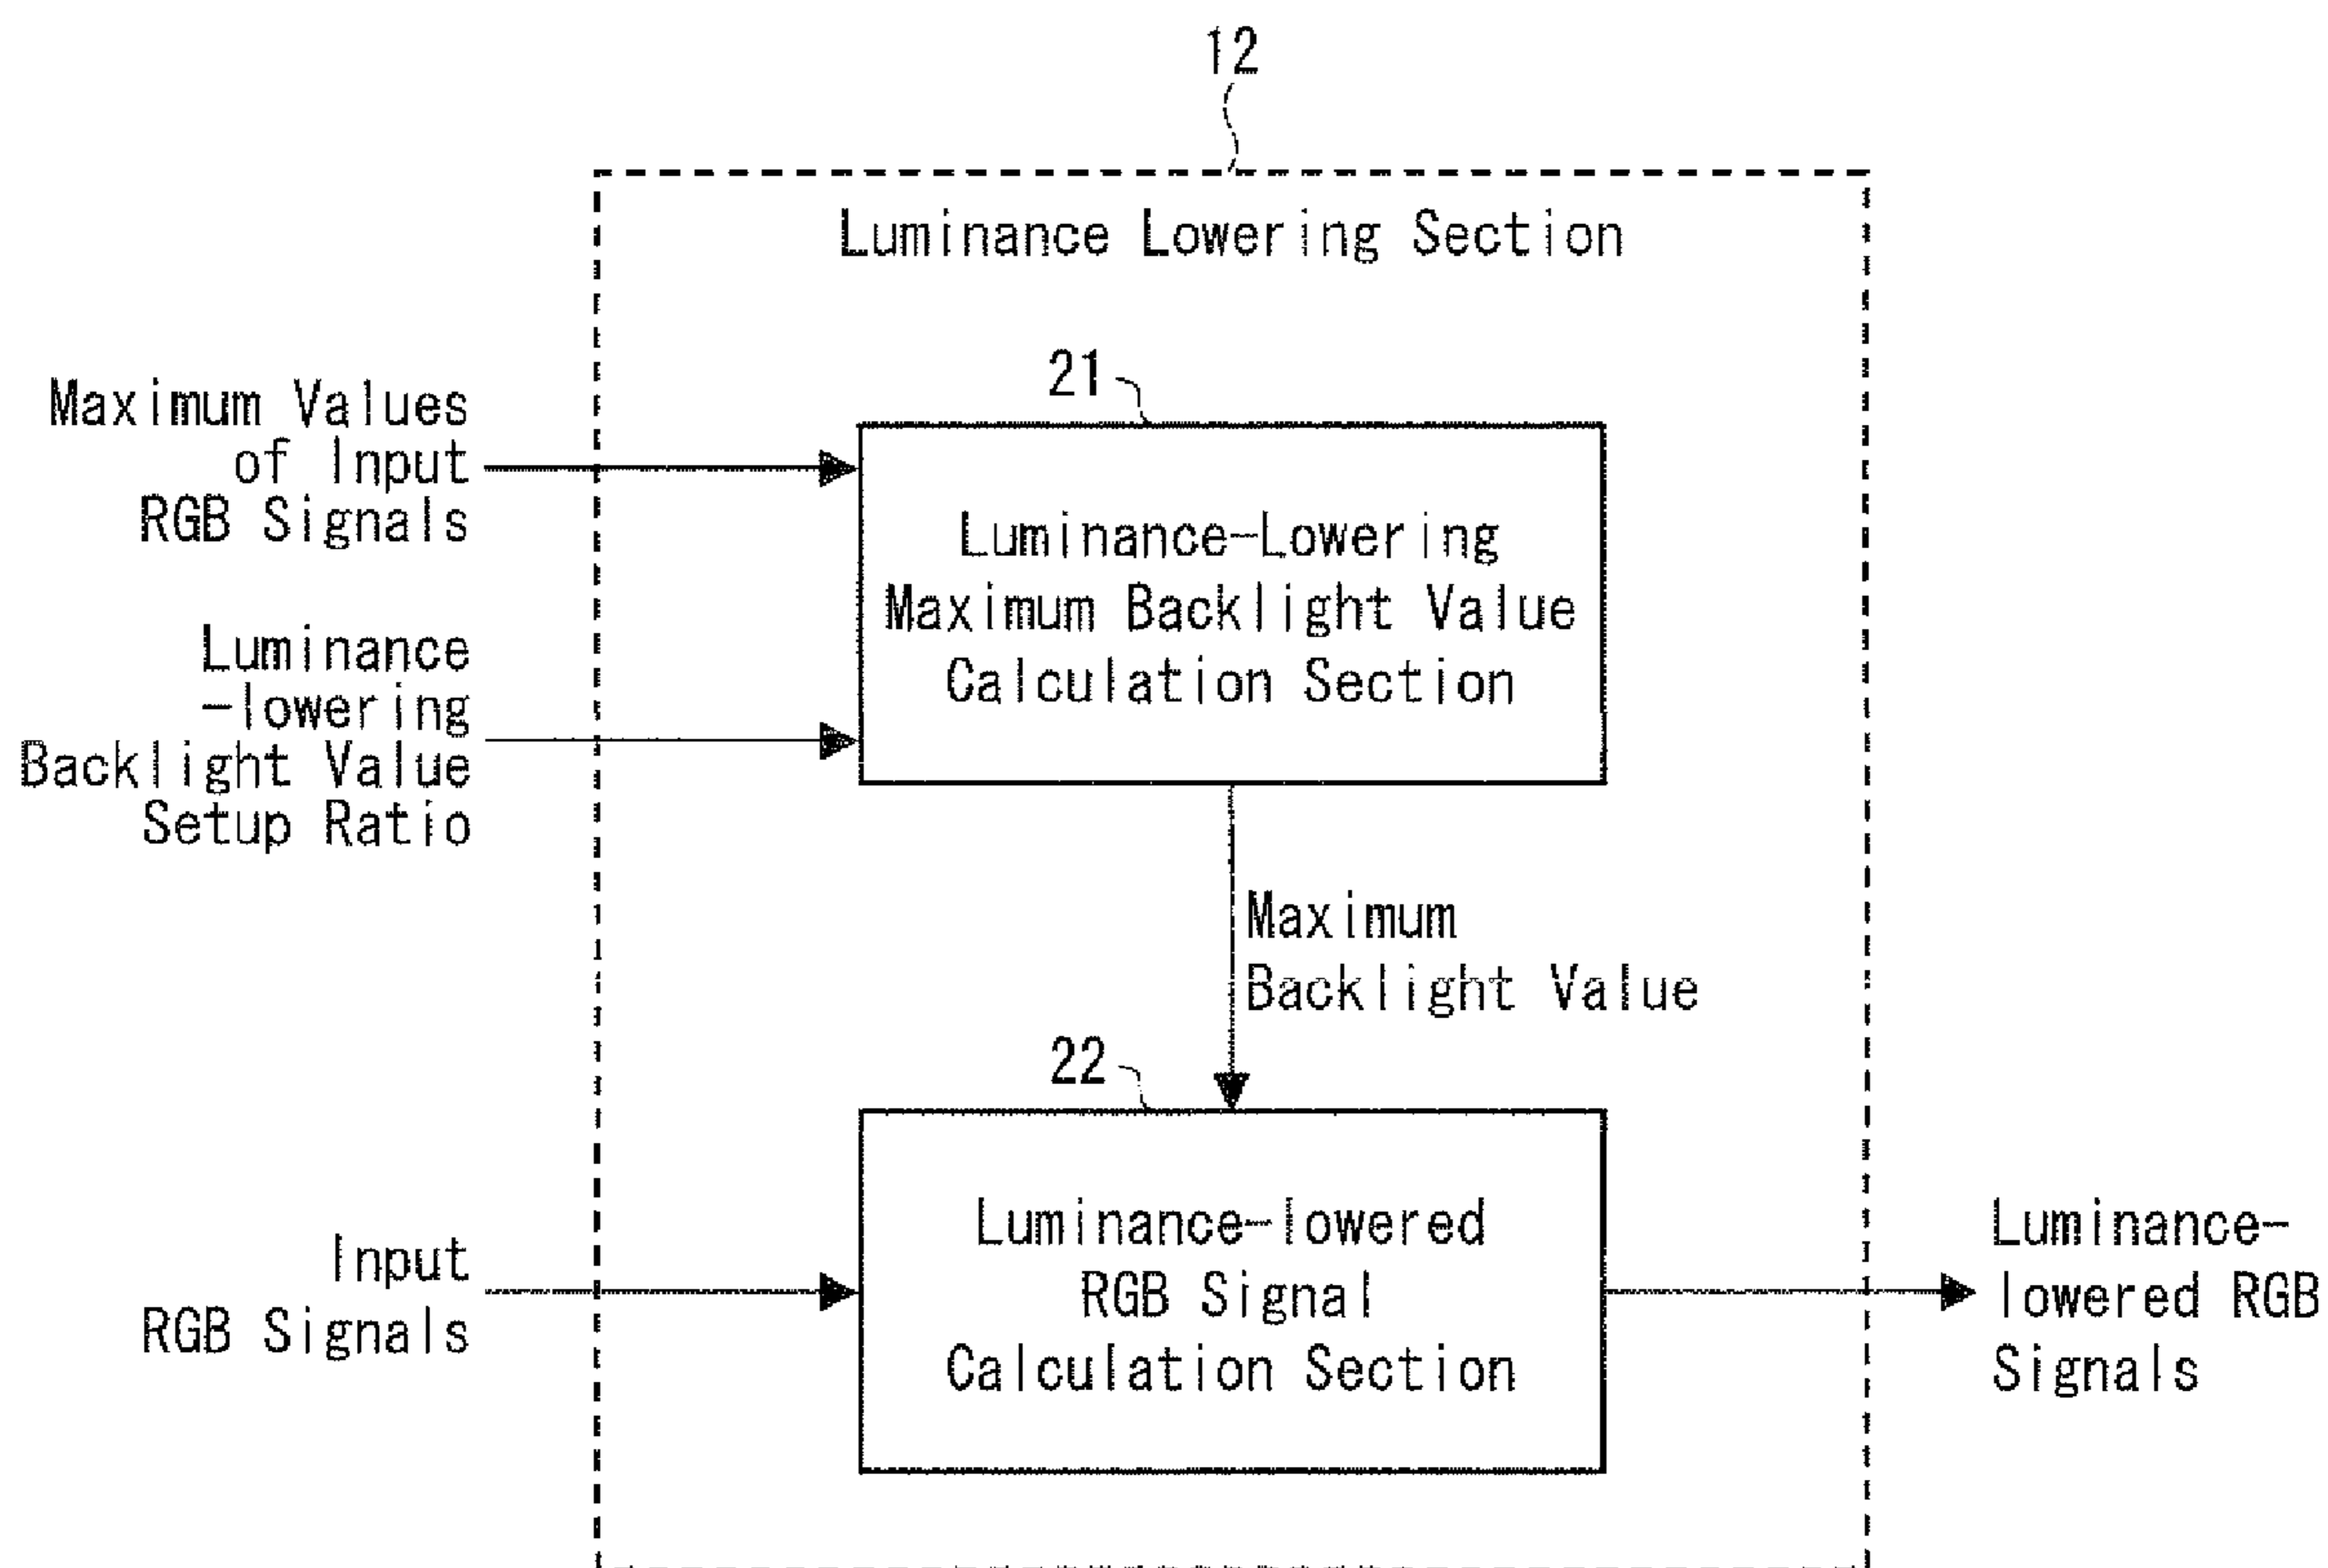 12
Luminance Lowering Section
21
Maximum Values
of Input
RGB Signals
Luminance-Lowering
Maximum Backlight Value
Calculation Section
Luminance
-lowering
Backlight Value
Setup Ratio
Maximum
Backlight Value
22
Input
RGB Signals
Luminance-lowered
RGB Signal
Calculation Section
Luminance-
lowered RGB
Signals